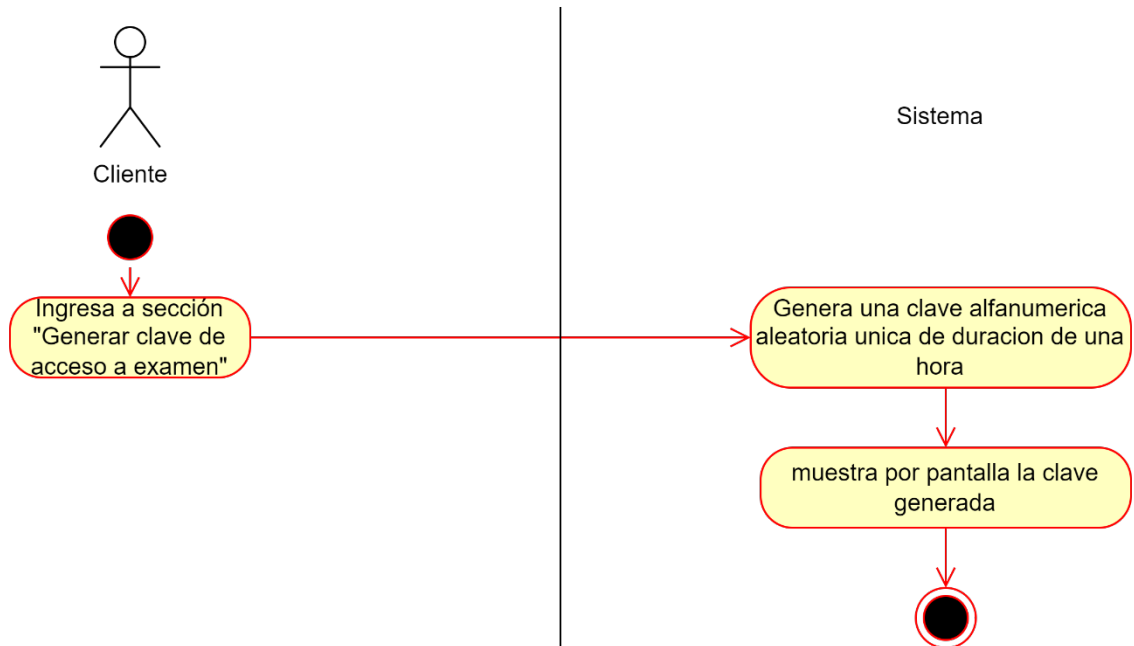 Sistema
Cliente
Ingresa a sección
"Generar clave de
acceso a examen"
Genera una clave alfanumerica
aleatoria unica de duracion de una
hora
muestra por pantalla la clave
generada